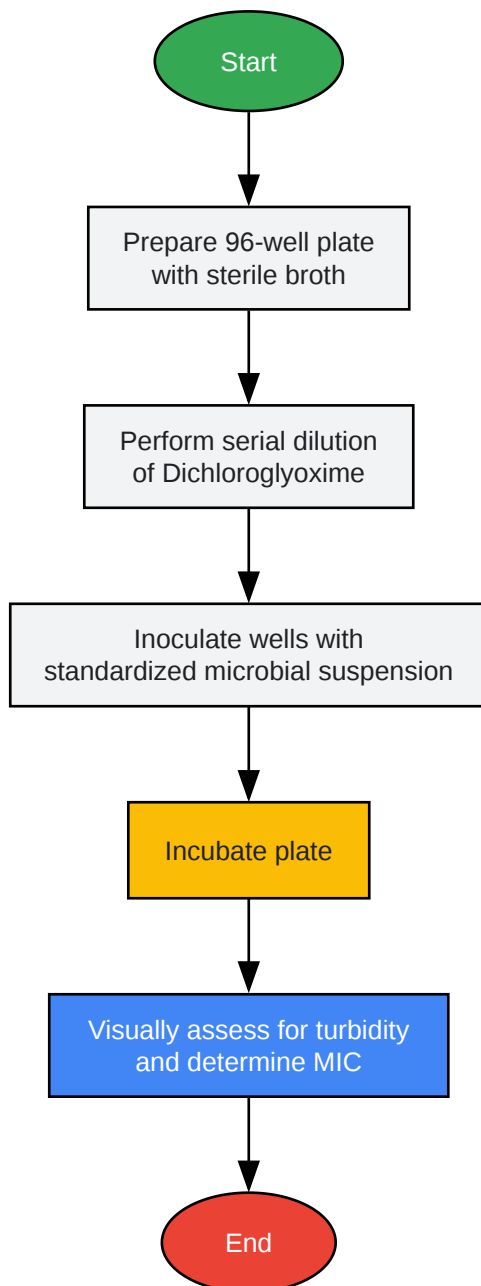 Start
Prepare 96-well plate
with sterile broth
Perform serial dilution
of Dichloroglyoxime
Inoculate wells with
standardized microbial suspension
Incubate plate
Visually assess for turbidity
and determine MIC
End